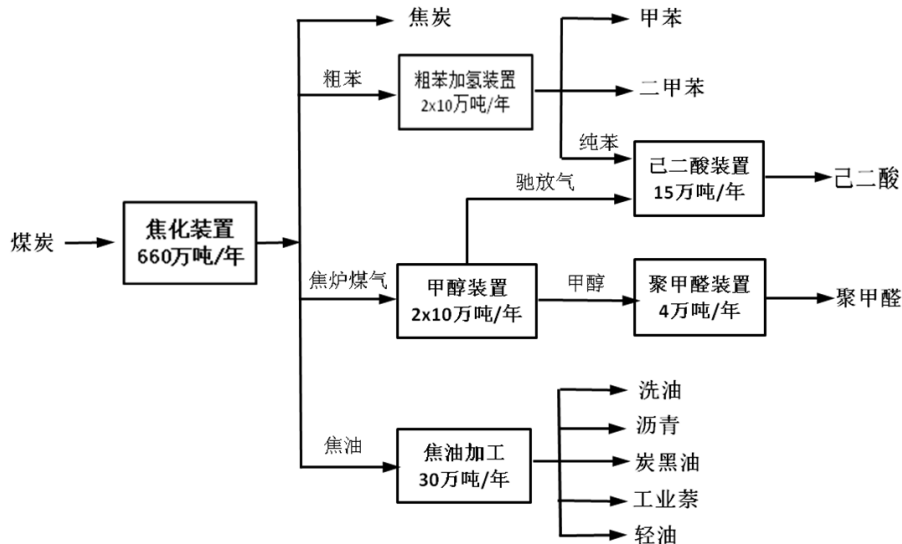 煤炭
焦化装置
660万吨/年
焦炭
粗苯
粗苯加氢装置
2x10万吨/年
甲苯
二甲苯
纯苯
己二酸装置
15万吨/年
己二酸
驰放气
焦炉煤气
甲醇装置
2x10万吨/年
甲醇
聚甲醛装置
4万吨/年
聚甲醛
焦油
焦油加工
30万吨/年
洗油
沥青
炭黑油
工业萘
轻油